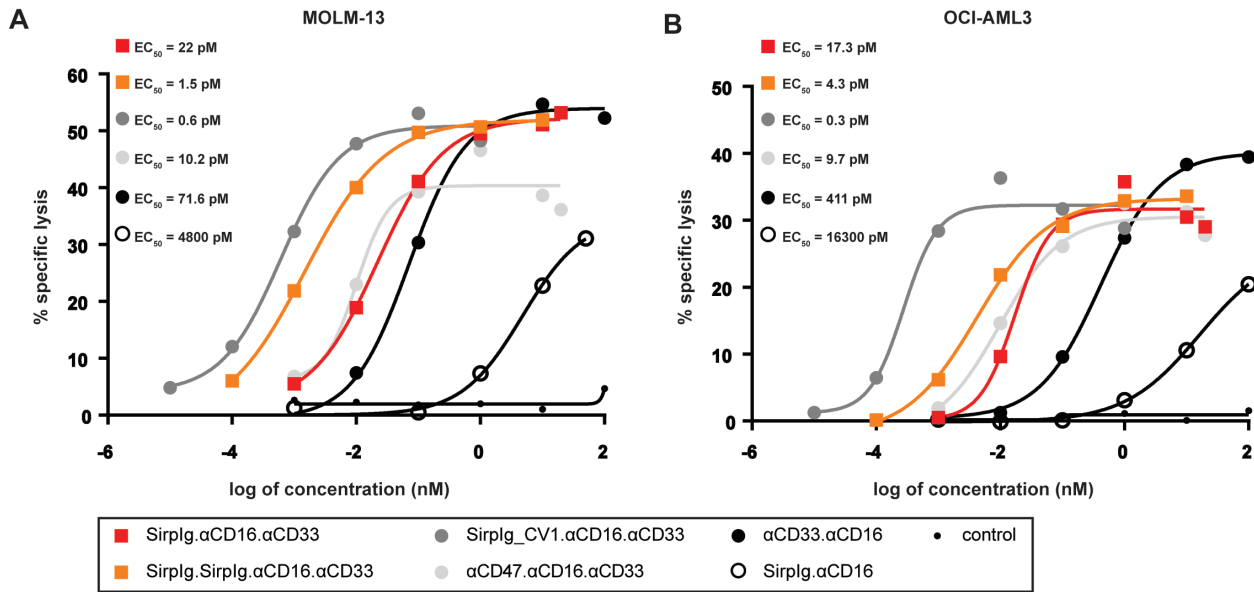 A
MOLM-13
EC50 = 22 pM
EC50 = 1.5 pM
EC50 = 0.6 pM
EC50 = 10.2 pM
EC50 = 71.6 pM
EC50 = 4800 pM
60
50
40
30
20
10
0
% specific lysis
-6
-4
-2
0
2
log of concentration (nM)
B
OCI-AML3
EC50 = 17.3 pM
EC50 = 4.3 pM
EC50 = 0.3 pM
EC50 = 9.7 pM
EC50 = 411 pM
EC50 = 16300 pM
50
40
30
20
10
0
% specific lysis
-6
-4
-2
0
2
log of concentration (nM)
SirpIg.αCD16.αCD33
SirpIg_CV1.αCD16.αCD33
αCD33.αCD16
control
SirpIg.SirpIg.αCD16.αCD33
αCD47.αCD16.αCD33
SirpIg.αCD16